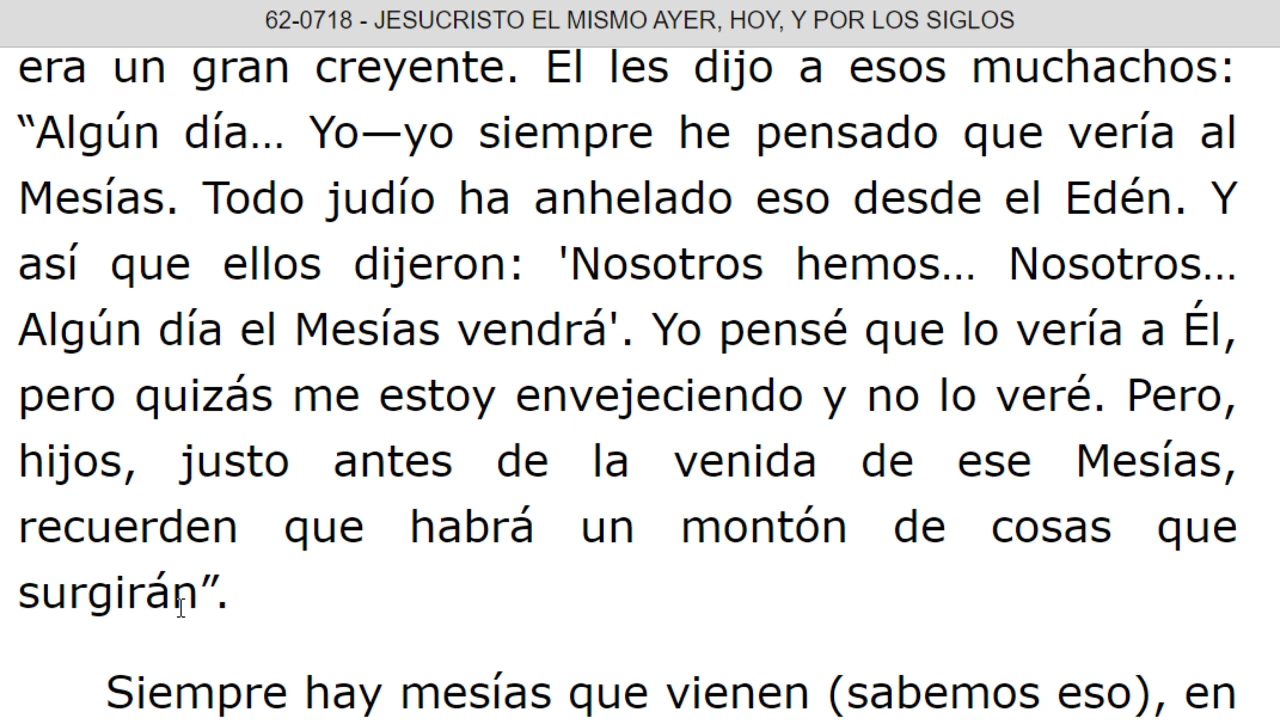 62-0718 - JESUCRISTO EL MISMO AYER, HOY, Y POR LOS SIGLOS
era un gran creyente. El les dijo a esos muchachos:
“Algún día... Yo—yo siempre he pensado que vería al
Mesías. Todo judío ha anhelado eso desde el Edén. Y
así que ellos dijeron: 'Nosotros hemos... Nosotros...
Algún día el Mesías vendrá'. Yo pensé que lo vería a Él,
pero quizás me estoy envejeciendo y no lo veré. Pero,
hijos, justo antes de la venida de ese Mesías,
recuerden que habrá un montón de cosas que
surgirán”.
Siempre hay mesías que vienen (sabemos eso), en